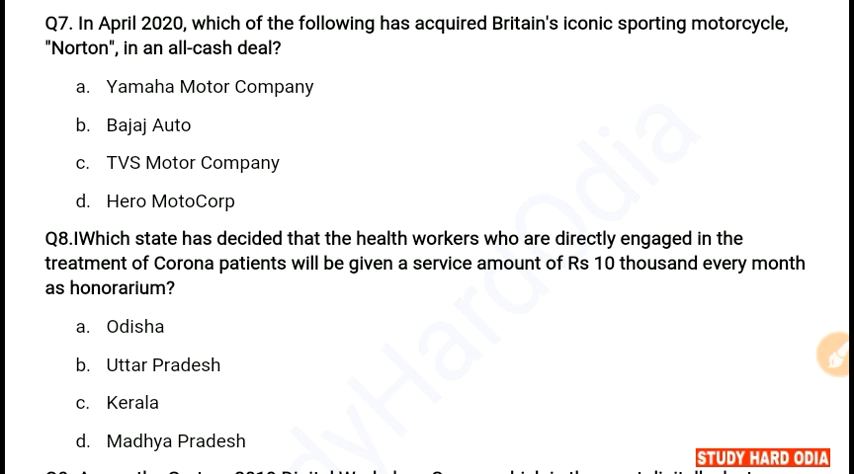 Q7. In April 2020, which of the following has acquired Britain's iconic sporting motorcycle,
"Norton", in an all-cash deal?
a. Yamaha Motor Company
b. Bajaj Auto
c. TVS Motor Company
d. Hero MotoCorp
Q8.IWhich state has decided that the health workers who are directly engaged in the
treatment of Corona patients will be given a service amount of Rs 10 thousand every month
as honorarium?
a. Odisha
b. Uttar Pradesh
c. Kerala
d. Madhya Pradesh
STUDY HARD ODIA